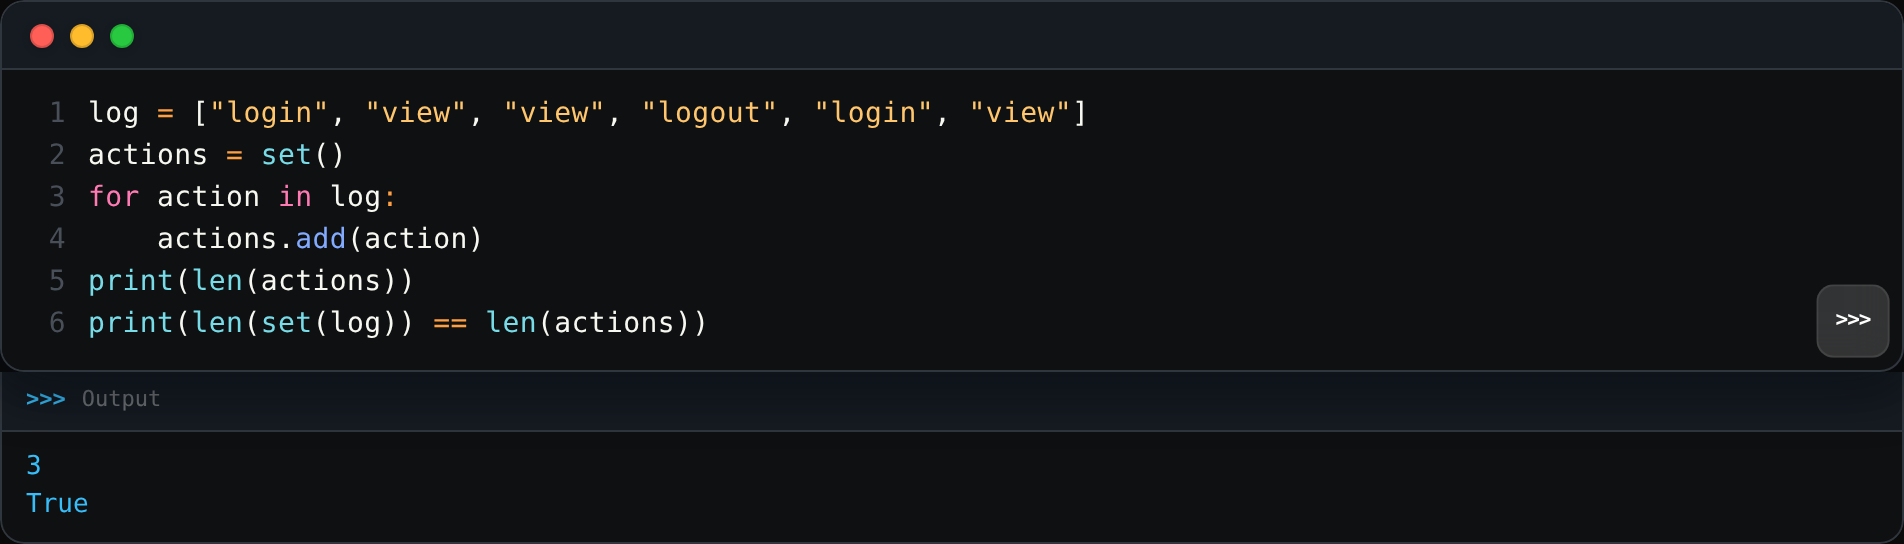 1 log = ["login", "view", "view", "logout", "login", "view"]
2 actions = set()
3 for action in log:
4     actions.add(action)
5 print(len(actions))
6 print(len(set(log)) == len(actions))
>>>
>>> Output
3
True